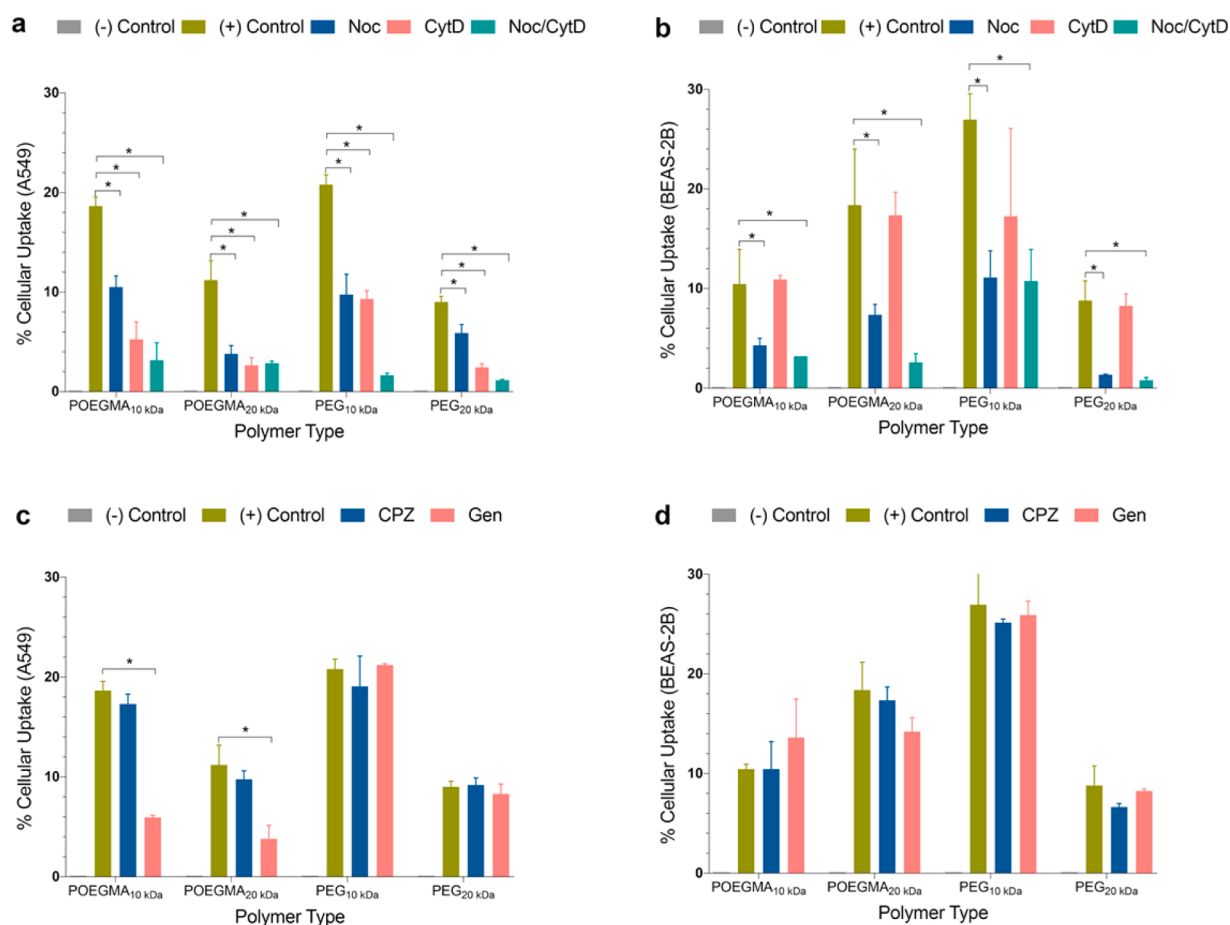 a
(-) Control (+) Control Noc CytD Noc/CytD
% Cellular Uptake (A549)
30
20
10
0
* * *
* * *
* * *
* * *
POEGMA10 kDa POEGMA20 kDa PEG10 kDa PEG20 kDa
Polymer Type
b
(-) Control (+) Control Noc CytD Noc/CytD
% Cellular Uptake (BEAS-2B)
30
20
10
0
* *
* *
* *
* *
POEGMA10 kDa POEGMA20 kDa PEG10 kDa PEG20 kDa
Polymer Type
c
(-) Control (+) Control CPZ Gen
% Cellular Uptake (A549)
30
20
10
0
*
*
POEGMA10 kDa POEGMA20 kDa PEG10 kDa PEG20 kDa
Polymer Type
d
(-) Control (+) Control CPZ Gen
% Cellular Uptake (BEAS-2B)
30
20
10
0
POEGMA10 kDa POEGMA20 kDa PEG10 kDa PEG20 kDa
Polymer Type